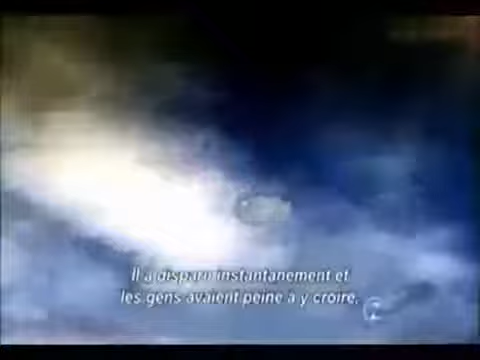 Il a disparu instantanément et
les gens avaient peine à y croire.